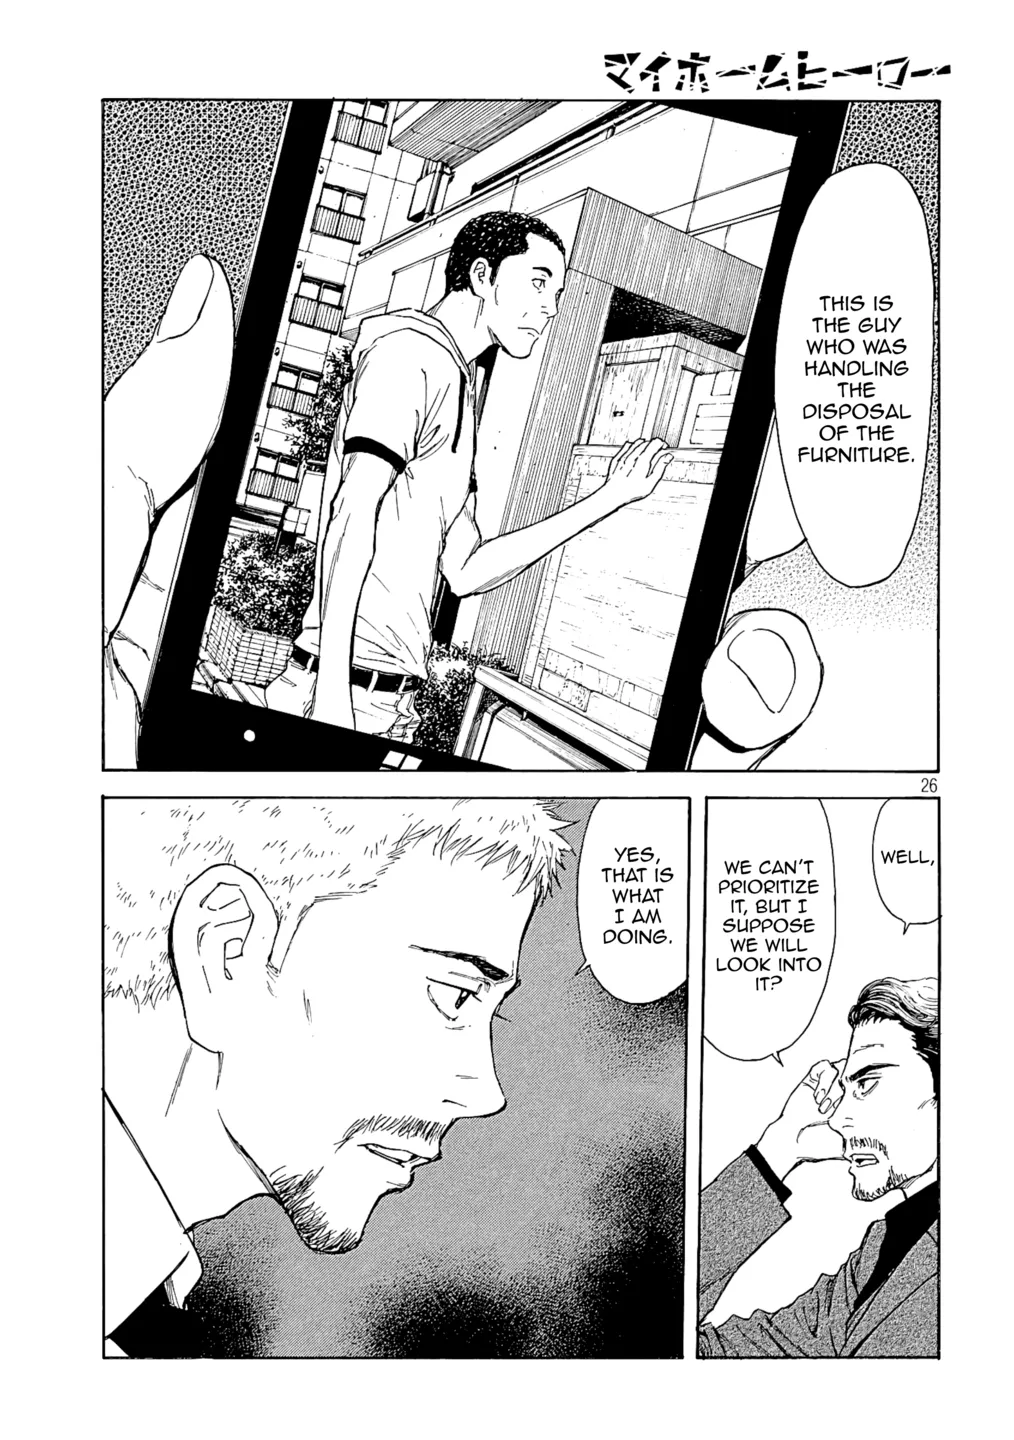 マイホームヒーロー
THIS IS
THE GUY
WHO WAS
HANDLING
THE
DISPOSAL
OF THE
FURNITURE.
26
WELL,
WE CAN'T
PRIORITIZE
IT, BUT I
SUPPOSE
WE WILL
LOOK INTO
IT?
YES,
THAT IS
WHAT
I AM
DOING.